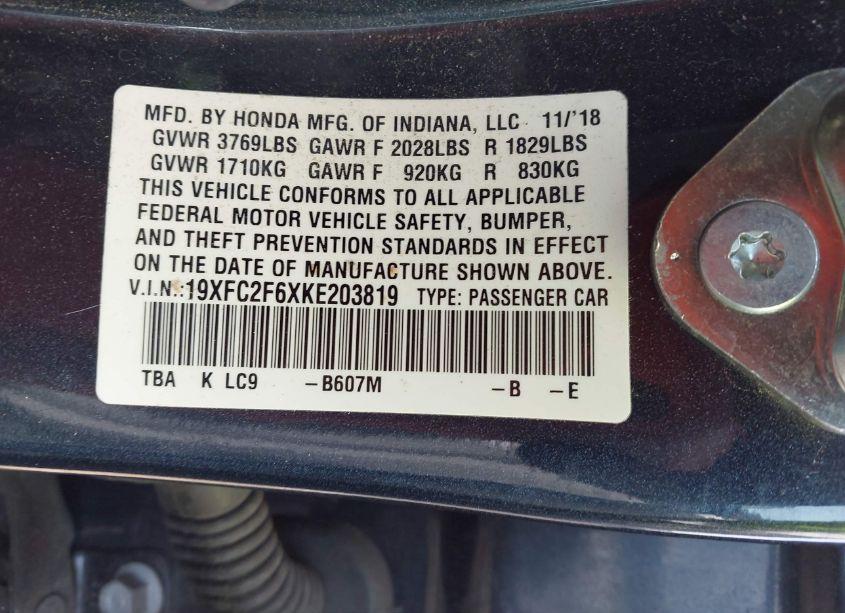 MFD. BY HONDA MFG. OF INDIANA, LLC 11/'18
GVWR 3769LBS GAWR F 2028LBS R 1829LBS
GVWR 1710KG GAWR F 920KG R 830KG
THIS VEHICLE CONFORMS TO ALL APPLICABLE
FEDERAL MOTOR VEHICLE SAFETY, BUMPER,
AND THEFT PREVENTION STANDARDS IN EFFECT
ON THE DATE OF MANUFACTURE SHOWN ABOVE.
V.I.N.:19XFC2F6XKE203819 TYPE: PASSENGER CAR
TBA K LC9 –B607M –B –E